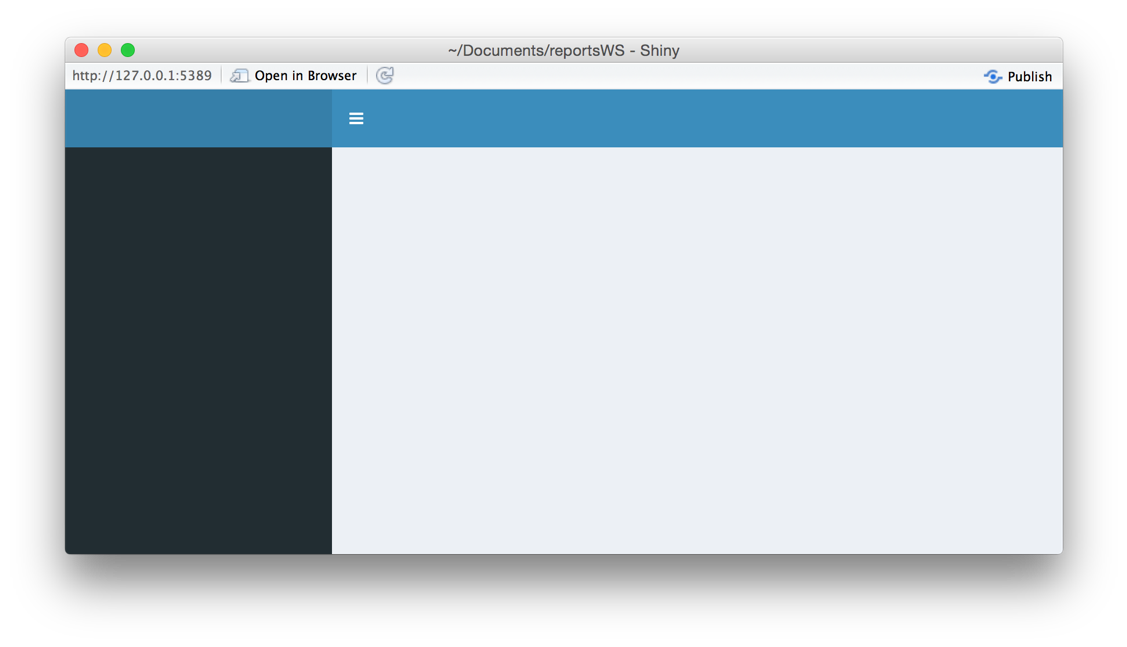 ~/Documents/reportsWS - Shiny
http://127.0.0.1:5389 Open in Browser Publish